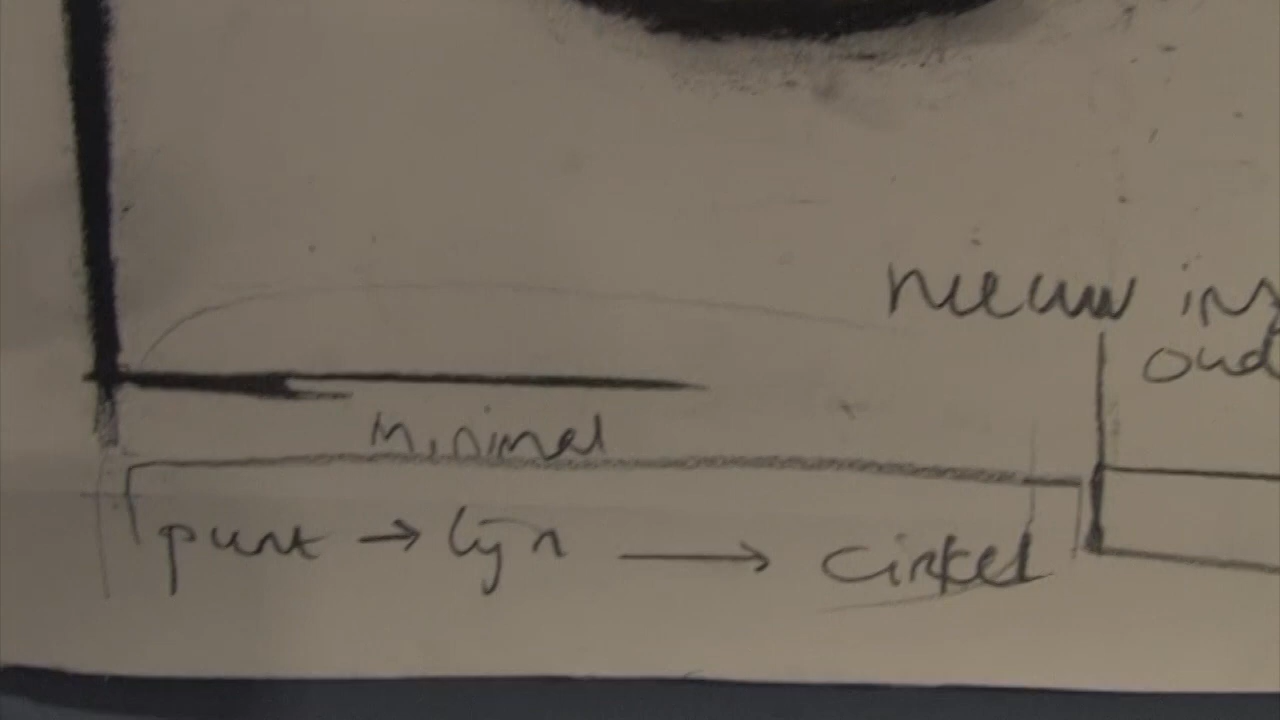 nieuw in
oud
minimal
punt → lijn → cirkel